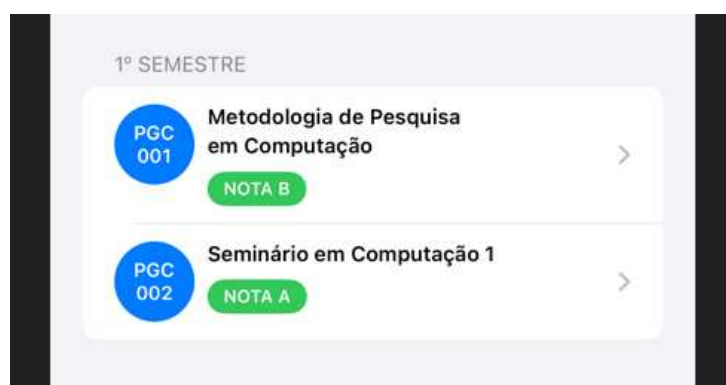 1º SEMESTRE
PGC
001
Metodologia de Pesquisa
em Computação
NOTA B
PGC
002
Seminário em Computação 1
NOTA A